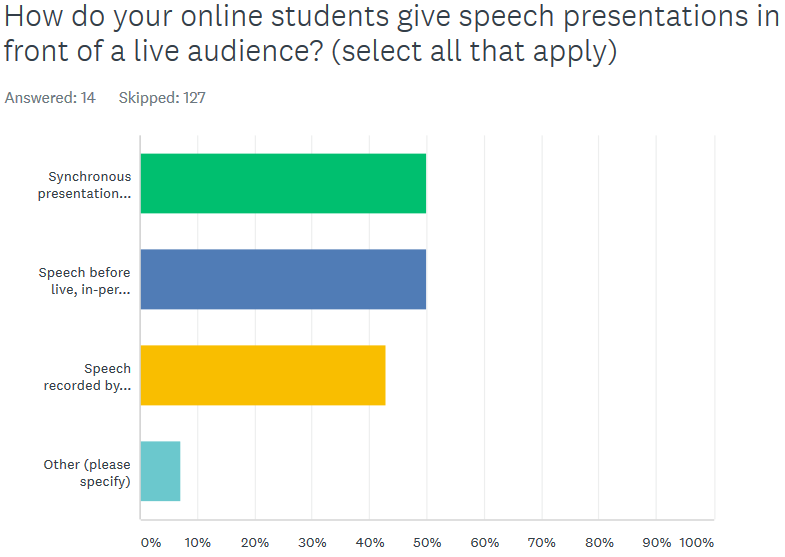 How do your online students give speech presentations in
front of a live audience? (select all that apply)
Answered: 14 Skipped: 127
Synchronous
presentation...
Speech before
live, in-per...
Speech
recorded by...
Other (please
specify)
0% 10% 20% 30% 40% 50% 60% 70% 80% 90% 100%